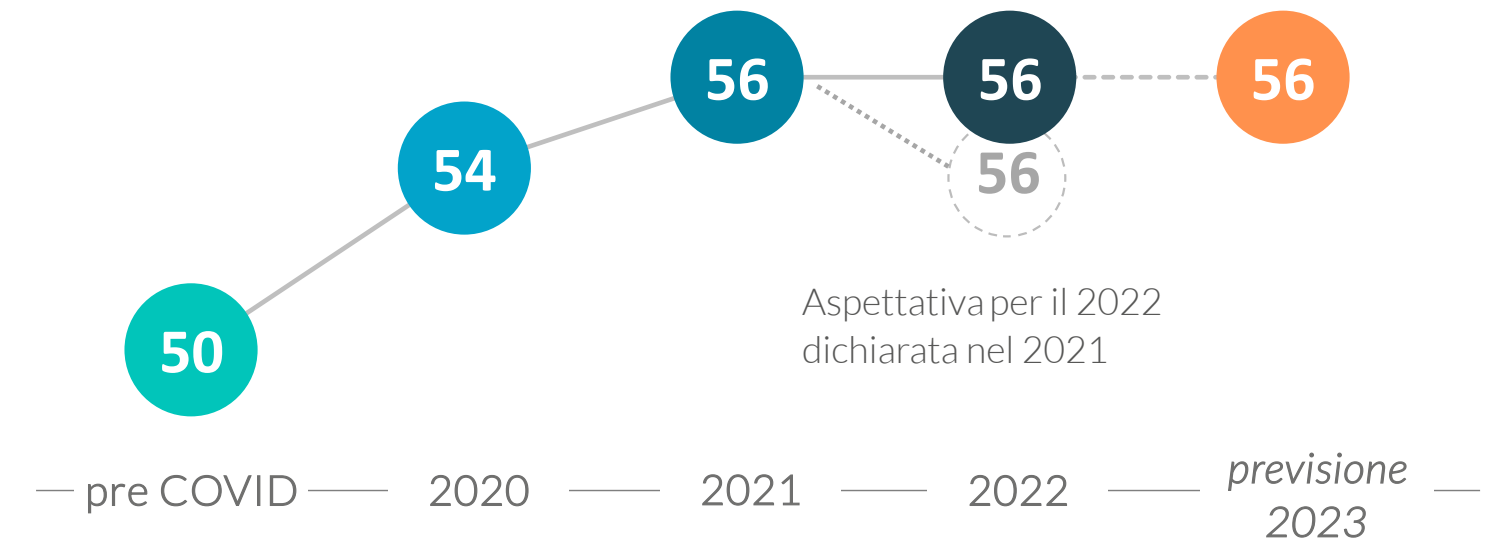 56
56
56
54
56
50
Aspettativa per il 2022
dichiarata nel 2021
pre COVID
2020
2021
2022
previsione
2023